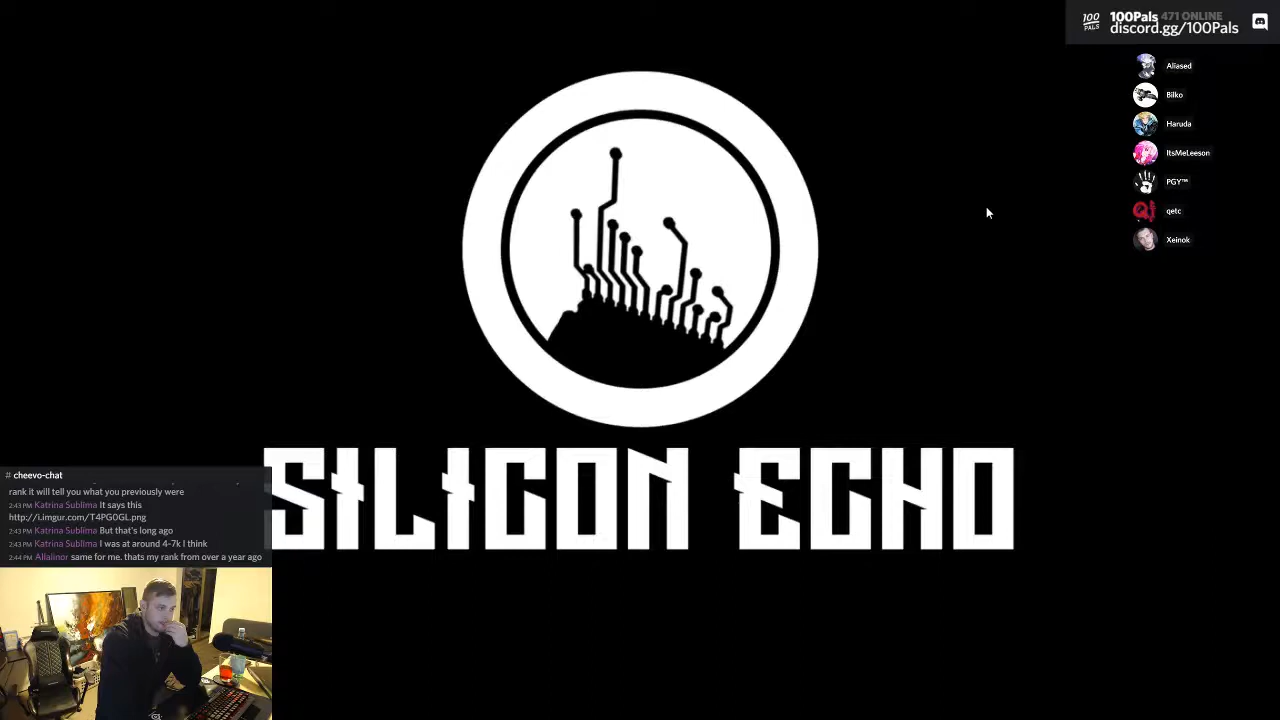 100
PALS
100Pals 471 ONLINE
discord.gg/100Pals
Aliased
Bilko
Haruda
ItsMeLeeson
PGY™
qetc
Xeinok
SILICON ECHO
# cheevo-chat
rank it will tell you what you previously were
2:43 PM Katrina Sublima It says this
http://i.imgur.com/T4PGOGL.png
2:43 PM Katrina Sublima But that's long ago
2:43 PM Katrina Sublima I was at around 4-7k I think
2:44 PM Allalinor same for me. thats my rank from over a year ago